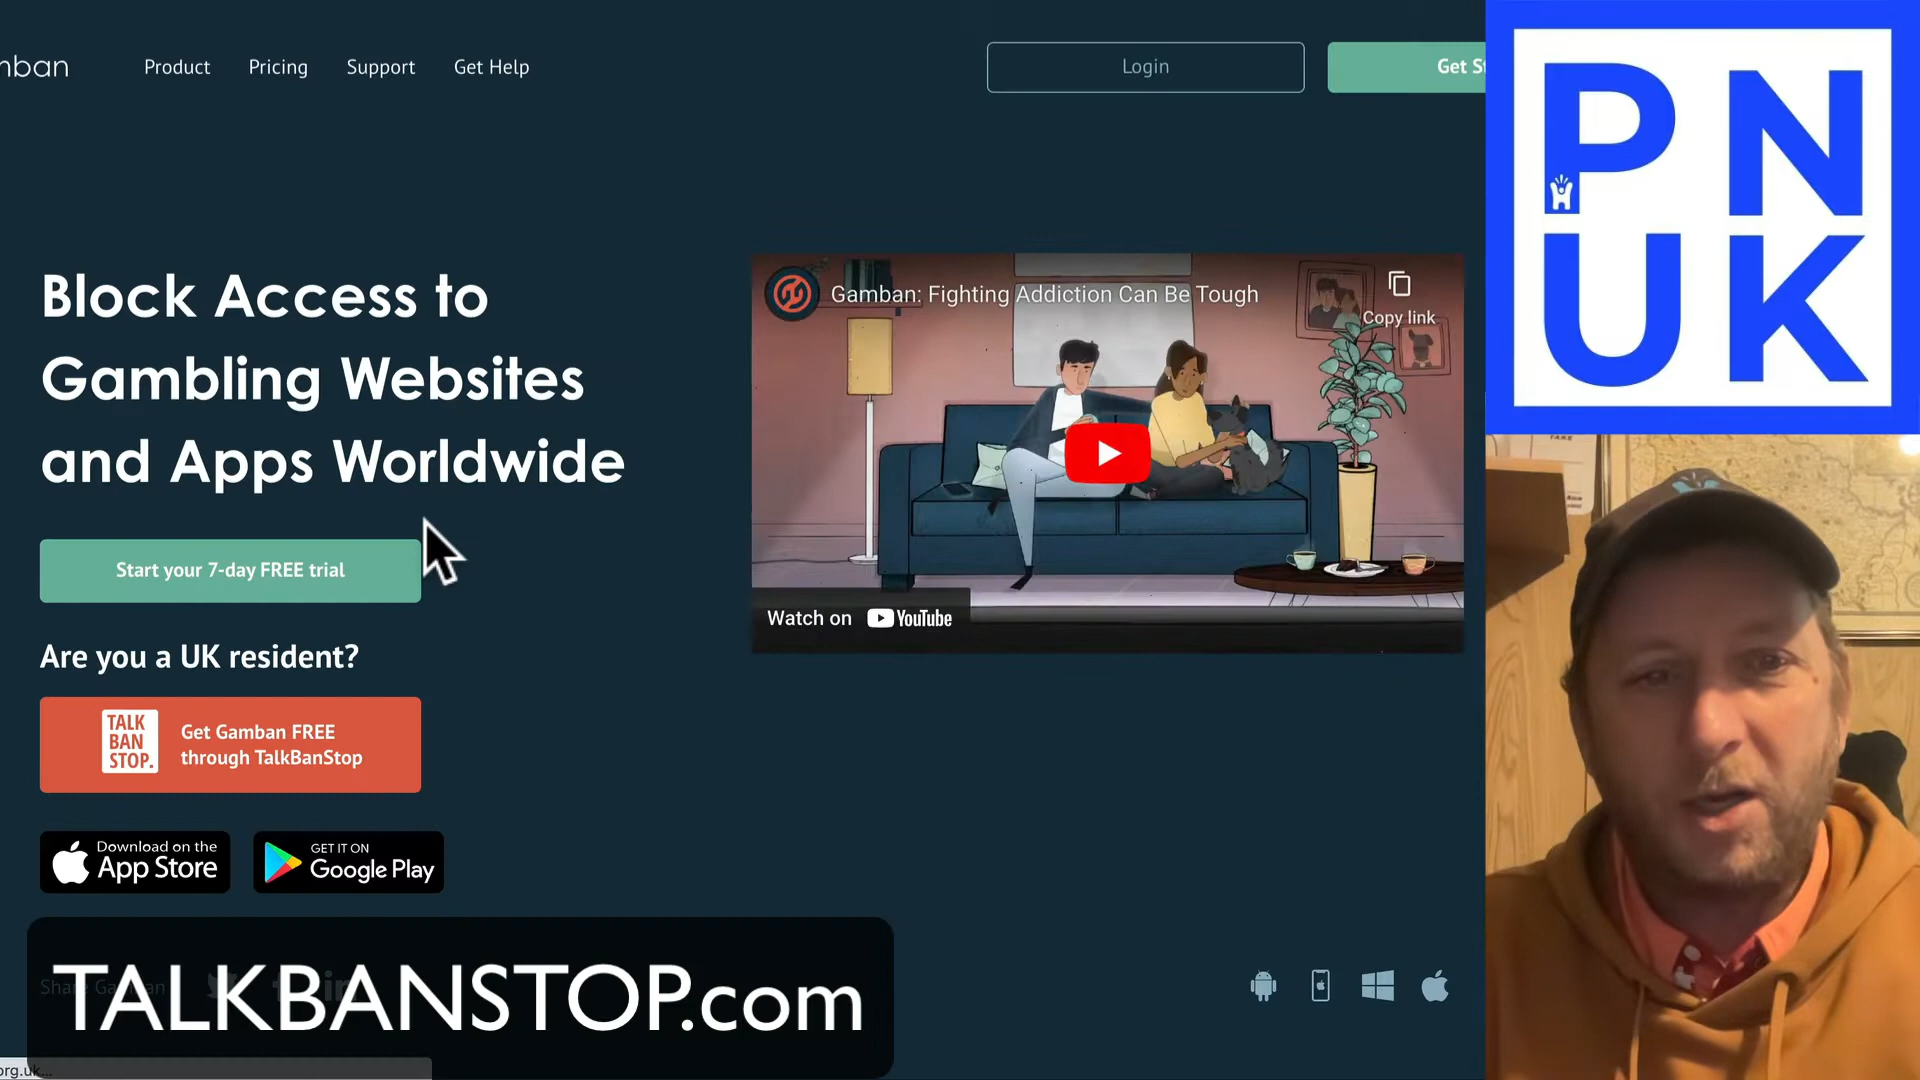 mban
Product
Pricing
Support
Get Help
Login
Get St
PN
UK
Block Access to
Gambling Websites
and Apps Worldwide
Start your 7-day FREE trial
Are you a UK resident?
TALK
BAN
STOP.
Get Gamban FREE
through TalkBanStop
Download on the
App Store
GET IT ON
Google Play
Gamban: Fighting Addiction Can Be Tough
Copy link
Watch on YouTube
TALKBANSTOP.com
org.uk...